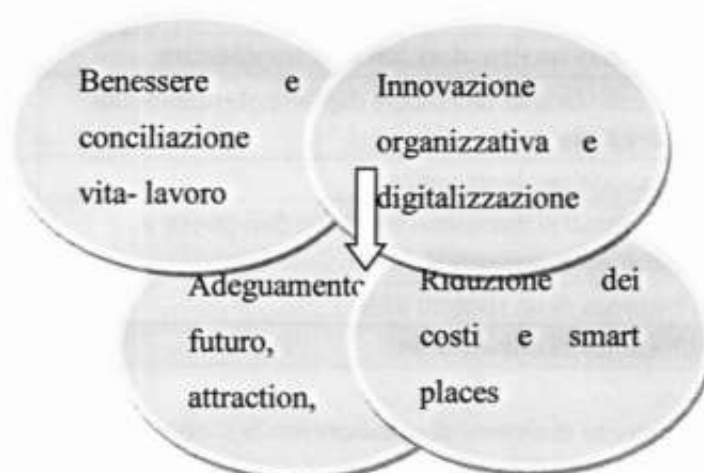 Benessere e
conciliazione
vita- lavoro
Innovazione
organizzativa e
digitalizzazione
Adeguamento
futuro,
attraction,
Riduzione dei
costi e smart
places